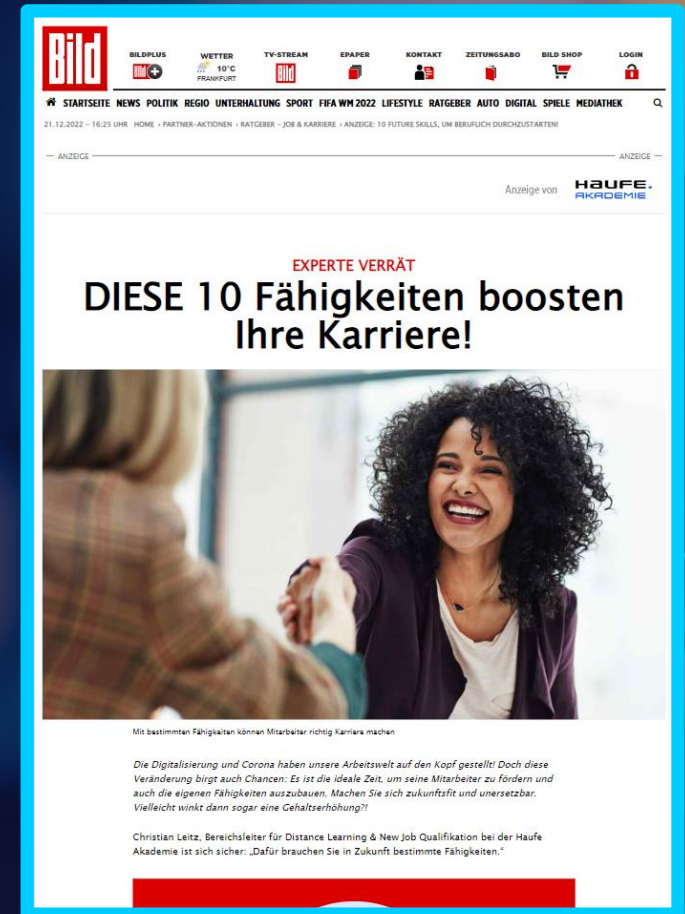 Bild
BILDPLUS WETTER TV-STREAM EPAPER KONTAKT ZEITUNGSABO BILD SHOP LOGIN
Bild 10°C Bild
FRANKFURT
STARTSEITE NEWS POLITIK REGIO UNTERHALTUNG SPORT FIFA WM 2022 LIFESTYLE RATGEBER AUTO DIGITAL SPIELE MEDIATHEK
21.12.2022 - 16:25 UHR HOME › PARTNER-AKTIONEN › RATGEBER - JOB & KARRIERE › ANZEIGE: 10 FUTURE SKILLS, UM BERUFLICH DURCHZUSTARTEN!
ANZEIGE ANZEIGE
Anzeige von HAUFE.
AKADEMIE
EXPERTE VERRÄT
DIESE 10 Fähigkeiten boosten
Ihre Karriere!
Mit bestimmten Fähigkeiten können Mitarbeiter richtig Karriere machen
Die Digitalisierung und Corona haben unsere Arbeitswelt auf den Kopf gestellt! Doch diese
Veränderung birgt auch Chancen: Es ist die ideale Zeit, um seine Mitarbeiter zu fördern und
auch die eigenen Fähigkeiten auszubauen. Machen Sie sich zukunftsfit und unersetzbar.
Vielleicht winkt dann sogar eine Gehaltserhöhung?!
Christian Leitz, Bereichsleiter für Distance Learning & New Job Qualifikation bei der Haufe
Akademie ist sich sicher: „Dafür brauchen Sie in Zukunft bestimmte Fähigkeiten.“